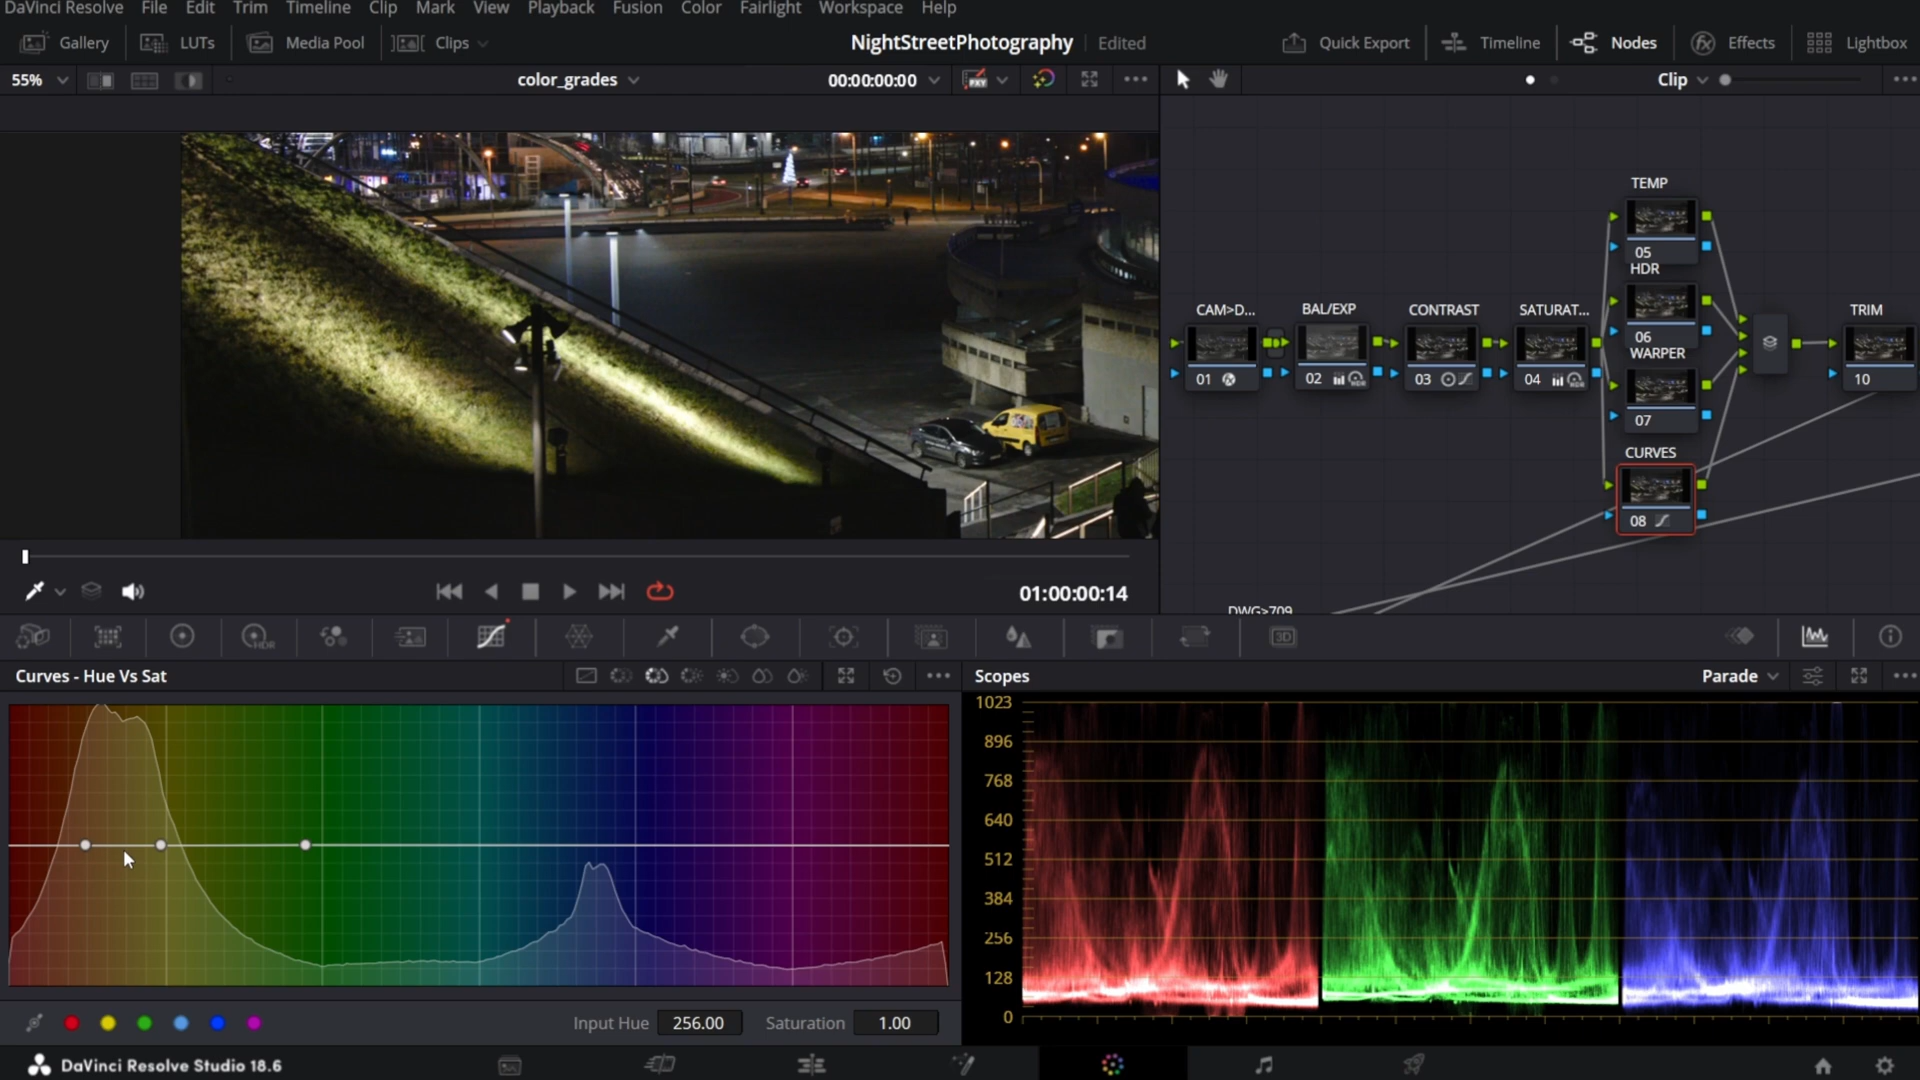 DaVinci Resolve File Edit Trim Timeline Clip Mark View Playback Fusion Color Fairlight Workspace Help
Gallery LUTs Media Pool Clips NightStreetPhotography Edited Quick Export Timeline Nodes Effects Lightbox
55% color_grades 00:00:00:00 Clip
TEMP
05
HDR
06
WARPER
07
CAM>D... BAL/EXP CONTRAST SATURAT... TRIM
01 02 03 04 10
CURVES
08
DWG>709
01:00:00:14
HDR
3D
Curves - Hue Vs Sat
Scopes Parade
1023
896
768
640
512
384
256
128
0
Input Hue 256.00 Saturation 1.00
DaVinci Resolve Studio 18.6